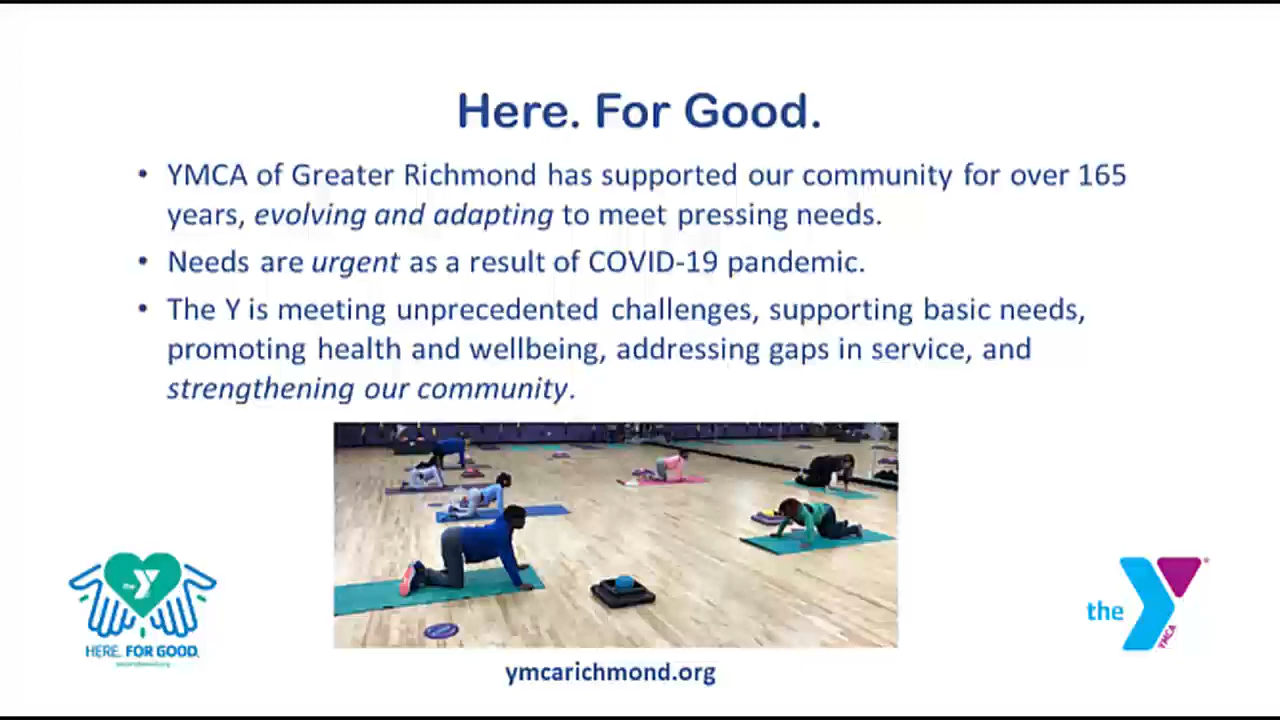 Here. For Good.
• YMCA of Greater Richmond has supported our community for over 165
years, evolving and adapting to meet pressing needs.
• Needs are urgent as a result of COVID-19 pandemic.
• The Y is meeting unprecedented challenges, supporting basic needs,
promoting health and wellbeing, addressing gaps in service, and
strengthening our community.
the Y
HERE. FOR GOOD.
the
YMCA
ymcarichmond.org